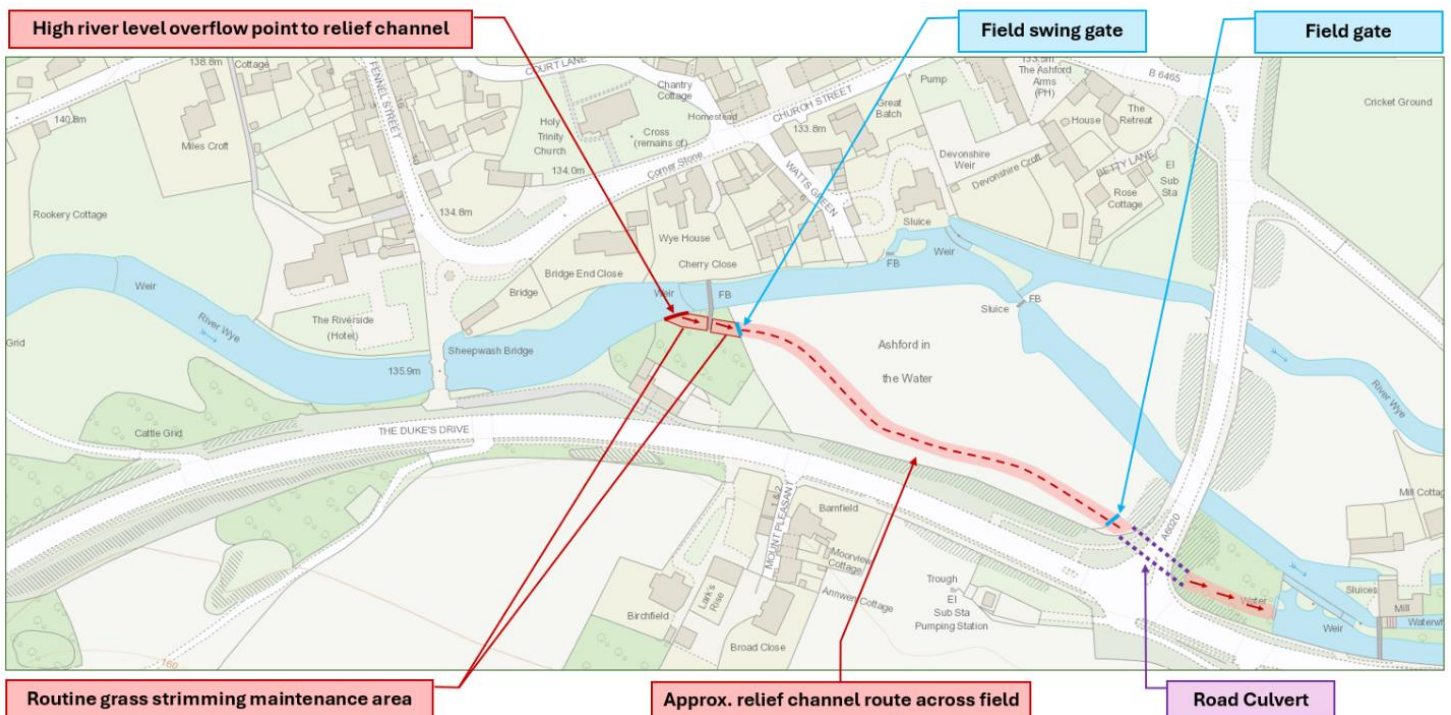 High river level overflow point to relief channel
Field swing gate
Field gate
138.8m
Cottage
FENNEL STREET
COURT LANE
Chantry
Cottage
Homestead
CHURCH STREET
Pump
133.5m
The Ashford
Arms
(PH)
B 6465
Cricket Ground
140.8m
Miles Croft
Holy
Trinity
Church
Cross
(remains of)
133.8m
Great
Batch
House
The
Retreat
134.0m
Corner Stone
WATTS GREEN
Devonshire
Weir
Devonshire Croft
BETTY LANE
El
Sub
Sta
Rose
Cottage
Rookery Cottage
134.8m
Wye House
Cherry Close
Sluice
Weir
FB
Bridge End Close
Bridge
Weir
FB
Weir
River Wye
The Riverside
(Hotel)
Sluice
FB
Grid
Sheepwash Bridge
135.9m
Ashford in
the Water
River
Wye
Cattle Grid
THE DUKE'S DRIVE
1 & 2
MOUNT PLEASANT
Barnfield
Moorview
Cottage
Annwen Cottage
A6020
Mill Cottag
Birchfield
Lark's
Rise
Broad Close
Trough
El
Sub Sta
Pumping Station
Water
Sluices
Mill
Weir
Waterwh
160
Routine grass strimming maintenance area
Approx. relief channel route across field
Road Culvert